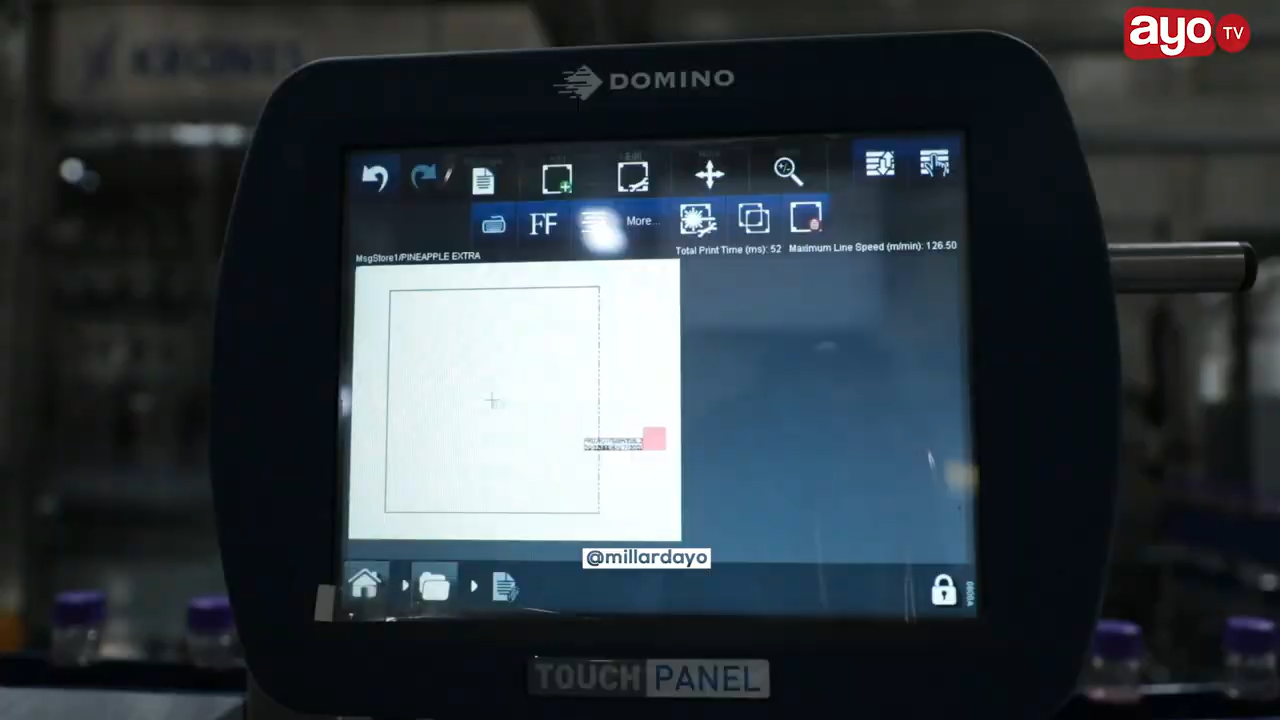 ayo TV
KRONES
DOMINO
FF
More...
Total Print Time (ms): 52 Maximum Line Speed (m/min): 126.50
MsgStore1/PINEAPPLE EXTRA
@millardayo
TOUCH PANEL